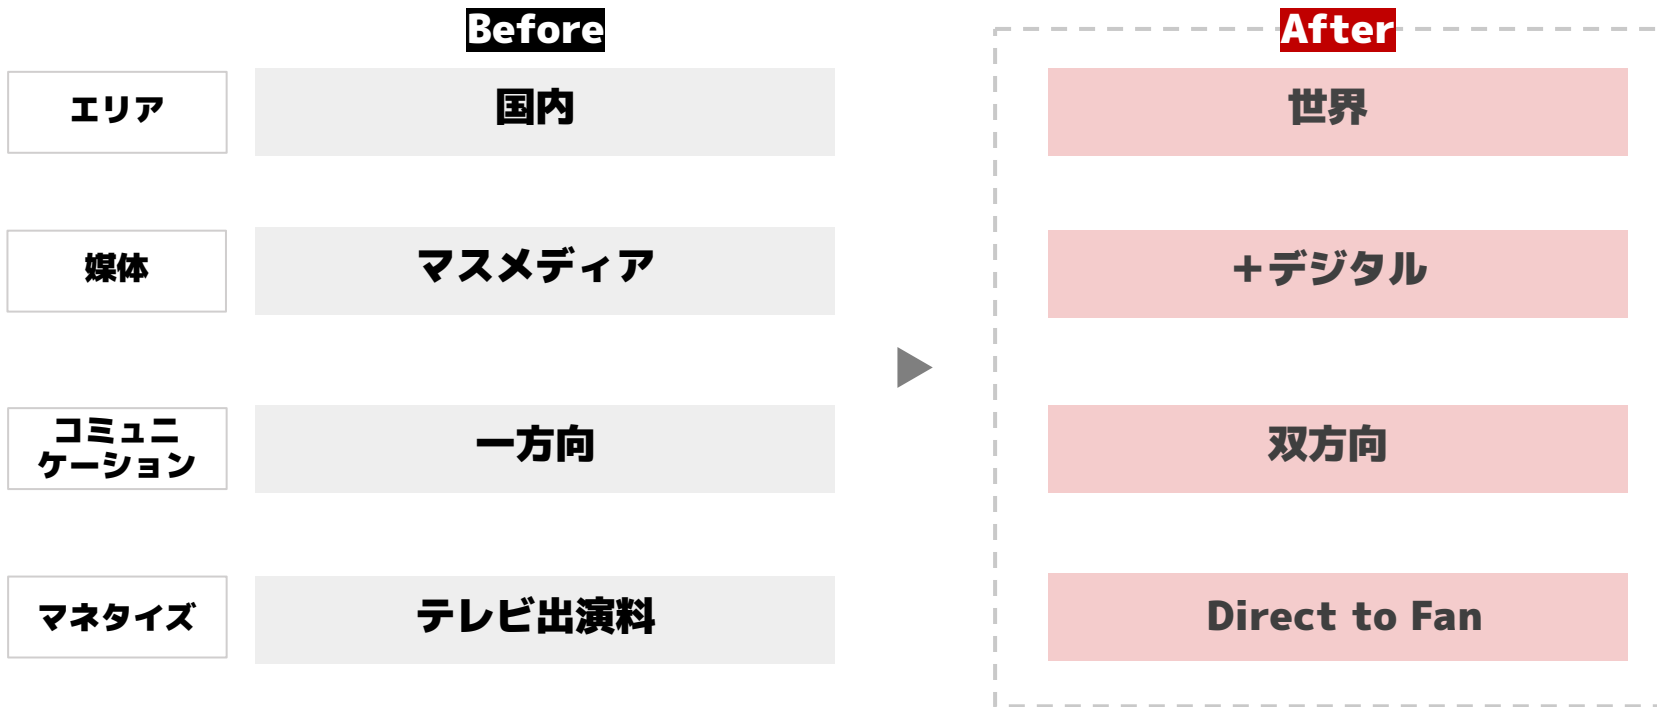 Before
After
エリア
国内
世界
媒体
マスメディア
＋デジタル
コミュニ
ケーション
一方向
双方向
マネタイズ
テレビ出演料
Direct to Fan